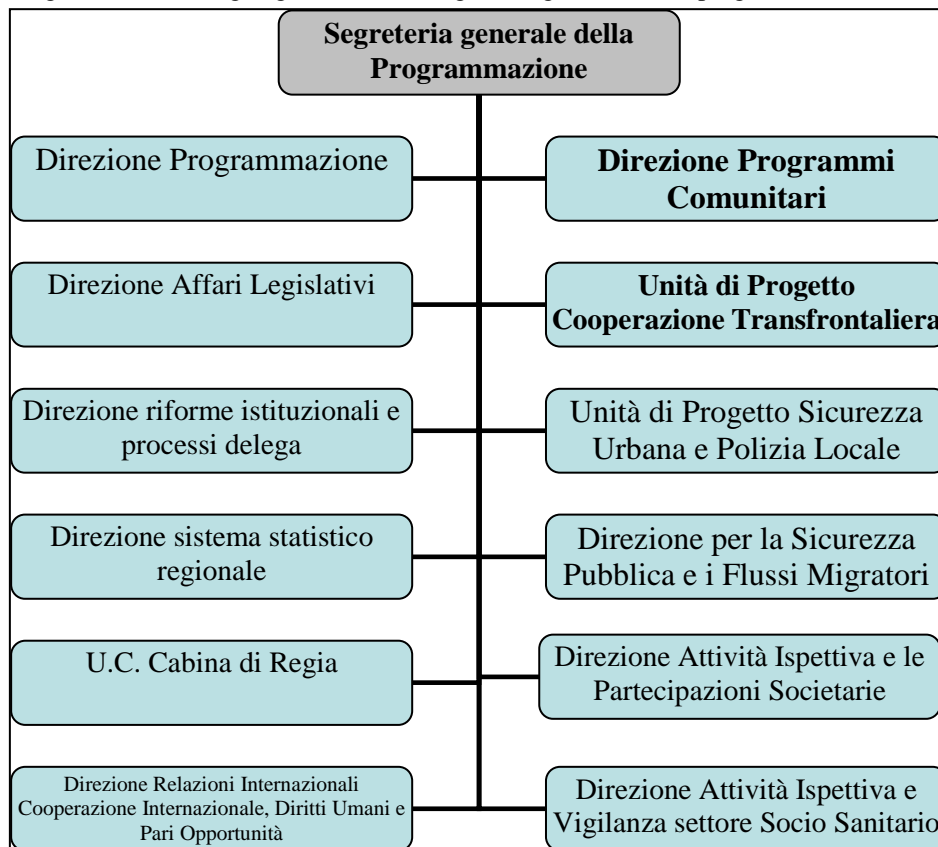 Segreteria generale della
Programmazione
Direzione Programmazione
Direzione Programmi
Comunitari
Direzione Affari Legislativi
Unità di Progetto
Cooperazione Transfrontaliera
Direzione riforme istituzionali e
processi delega
Unità di Progetto Sicurezza
Urbana e Polizia Locale
Direzione sistema statistico
regionale
Direzione per la Sicurezza
Pubblica e i Flussi Migratori
U.C. Cabina di Regia
Direzione Attività Ispettiva e le
Partecipazioni Societarie
Direzione Relazioni Internazionali
Cooperazione Internazionale, Diritti Umani e
Pari Opportunità
Direzione Attività Ispettiva e
Vigilanza settore Socio Sanitario